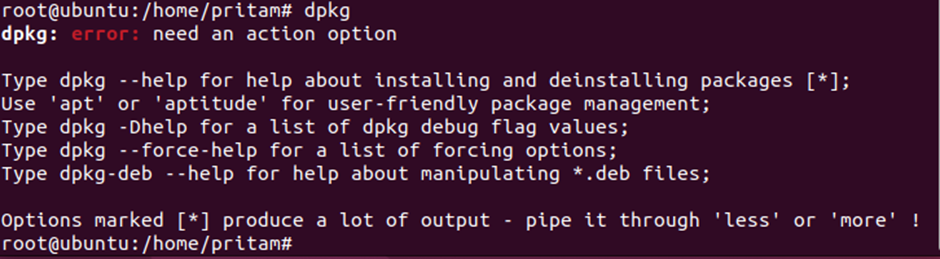 root@ubuntu:/home/pritam# dpkg
dpkg: error: need an action option
Type dpkg --help for help about installing and deinstalling packages [*];
Use 'apt' or 'aptitude' for user-friendly package management;
Type dpkg -Dhelp for a list of dpkg debug flag values;
Type dpkg --force-help for a list of forcing options;
Type dpkg-deb --help for help about manipulating *.deb files;
Options marked [*] produce a lot of output - pipe it through 'less' or 'more' !
root@ubuntu:/home/pritam#